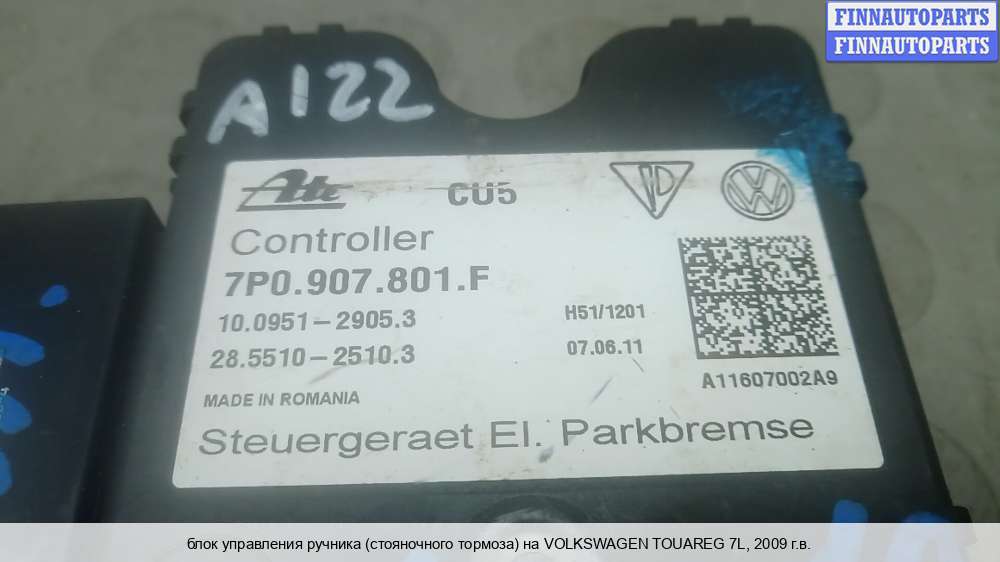 FINNAUTOPARTS
FINNAUTOPARTS
A122
Ate CU5
Controller
7P0.907.801.F
10.0951-2905.3 H51/1201
28.5510-2510.3 07.06.11
A11607002A9
MADE IN ROMANIA
Steuergeraet El. Parkbremse
блок управления ручника (стояночного тормоза) на VOLKSWAGEN TOUAREG 7L, 2009 г.в.